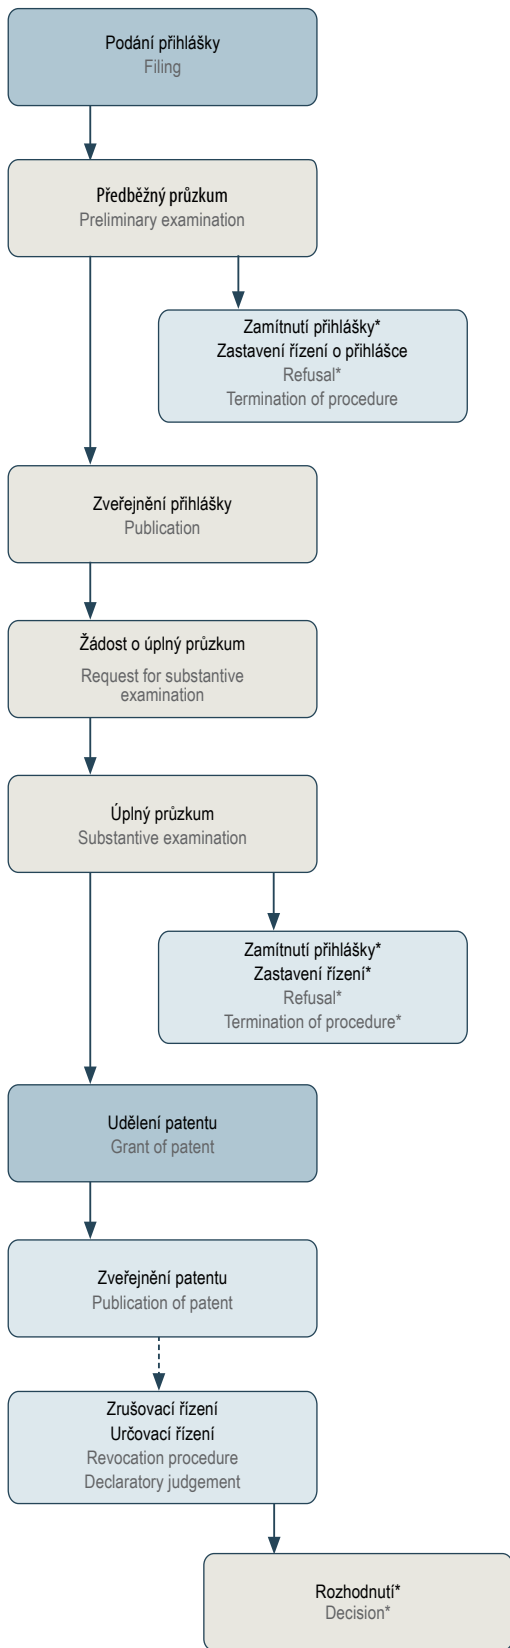 Podání přihlášky
Filing
Předběžný průzkum
Preliminary examination
Zamítnutí přihlášky*
Zastavení řízení o přihlášce
Refusal*
Termination of procedure
Zveřejnění přihlášky
Publication
Žádost o úplný průzkum
Request for substantive
examination
Úplný průzkum
Substantive examination
Zamítnutí přihlášky*
Zastavení řízení*
Refusal*
Termination of procedure*
Udělení patentu
Grant of patent
Zveřejnění patentu
Publication of patent
Zrušovací řízení
Určovací řízení
Revocation procedure
Declaratory judgement
Rozhodnutí*
Decision*